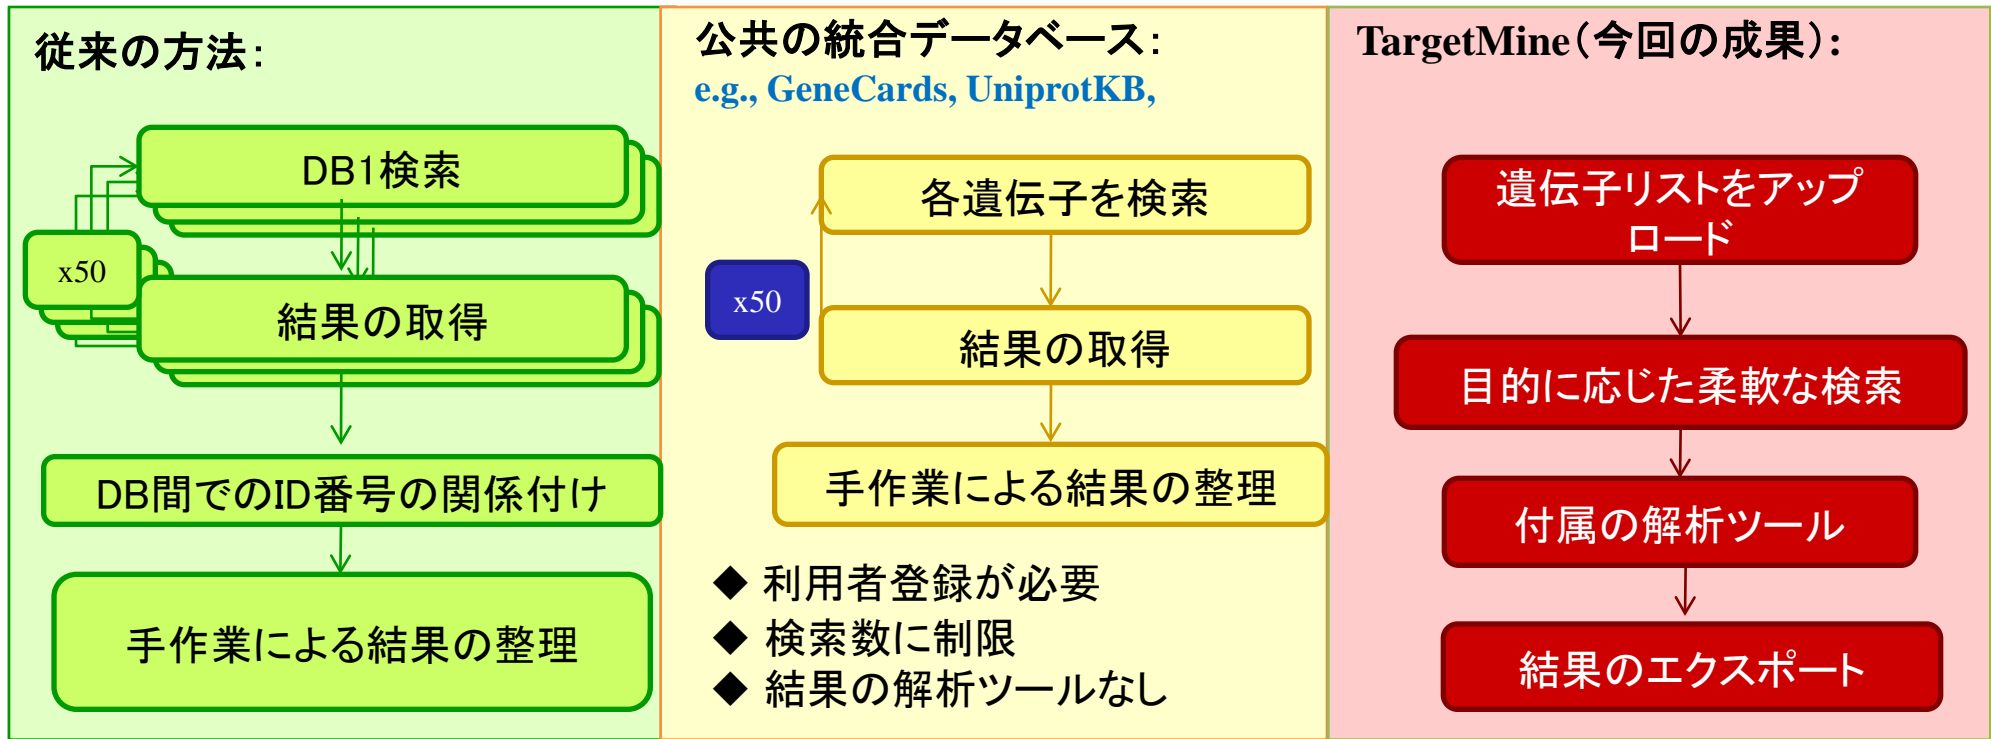 従来の方法：
DB1検索
x50
結果の取得
DB間でのID番号の関係付け
手作業による結果の整理
公共の統合データベース：
e.g., GeneCards, UniprotKB,
各遺伝子を検索
x50
結果の取得
手作業による結果の整理
◆ 利用者登録が必要
◆ 検索数に制限
◆ 結果の解析ツールなし
TargetMine（今回の成果）:
遺伝子リストをアップ
ロード
目的に応じた柔軟な検索
付属の解析ツール
結果のエクスポート